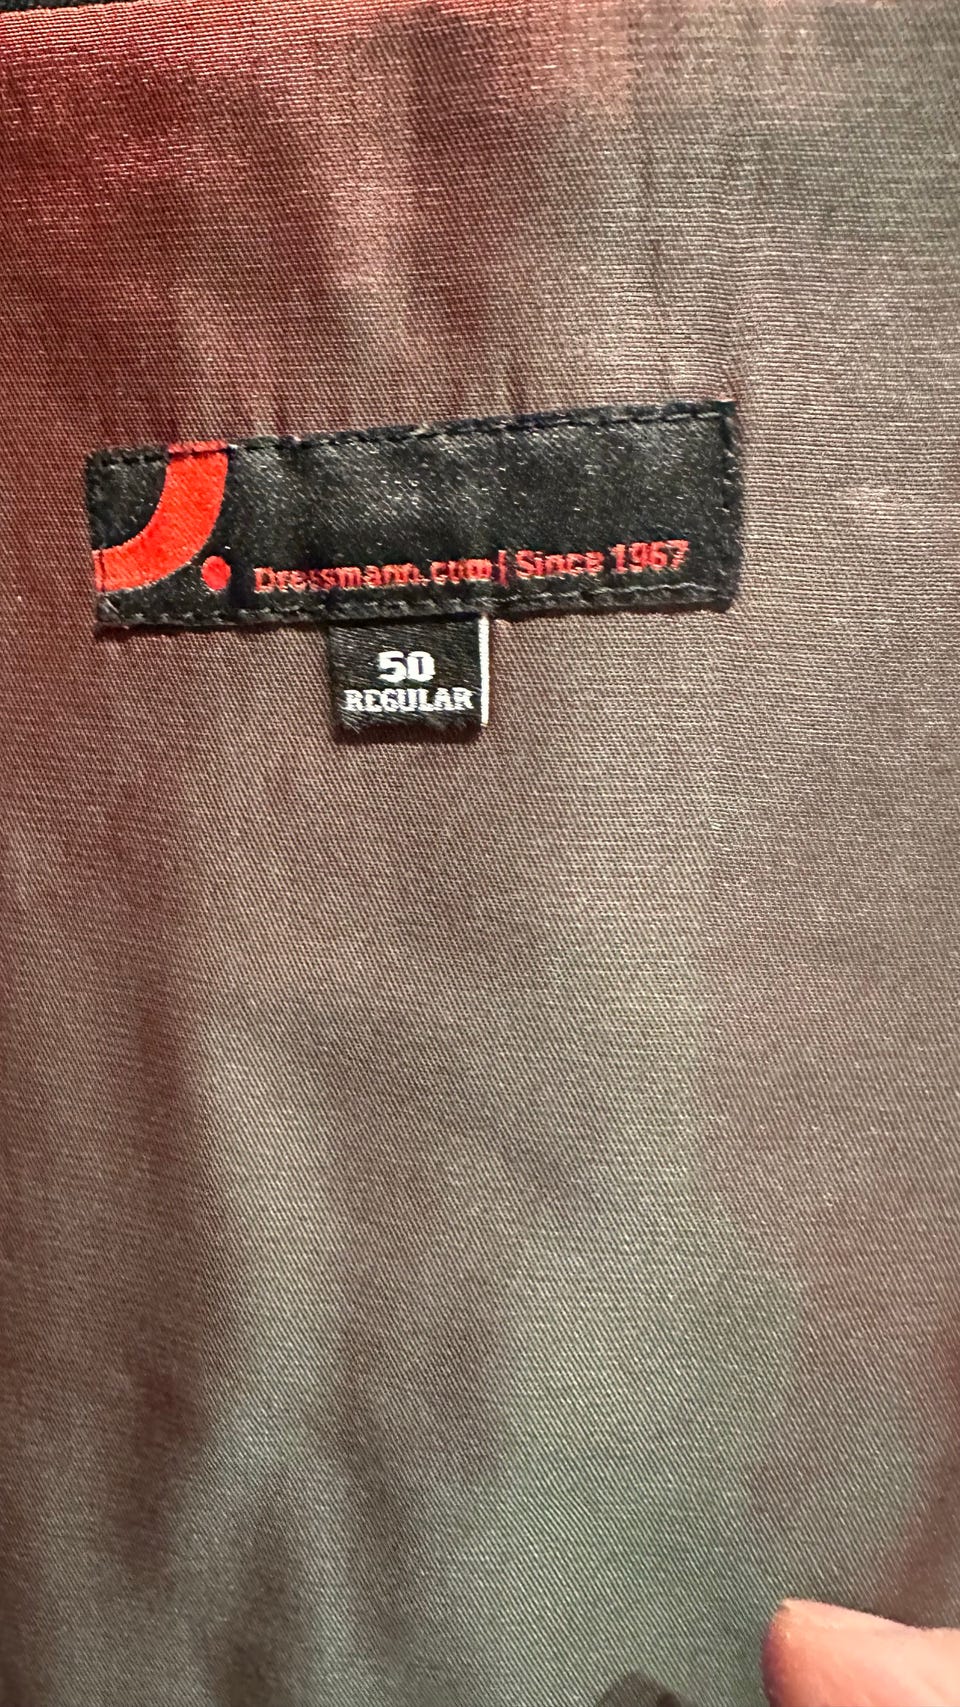 Dressmann.com | Since 1967
50
REGULAR